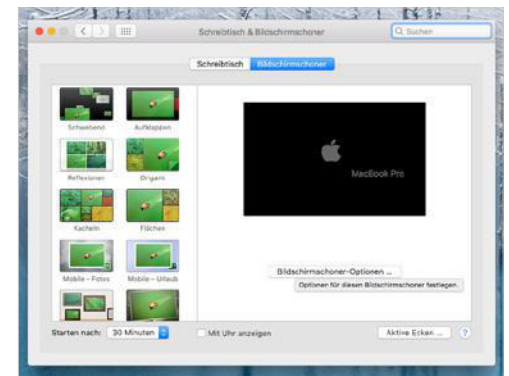 Schreibtisch & Bildschirmschoner
Suchen
Schreibtisch
Bildschirmschoner
Schwebend
Aufklappen
Reflexionen
Origami
Kacheln
Fläches
Mobile – Fotos
Mobile – Urlaub
MacBook Pro
Bildschirmschoner-Optionen ...
Optionen für diesen Bildschirmschoner festlegen.
Starten nach:
30 Minuten
Mit Uhr anzeigen
Aktive Ecken ...
?